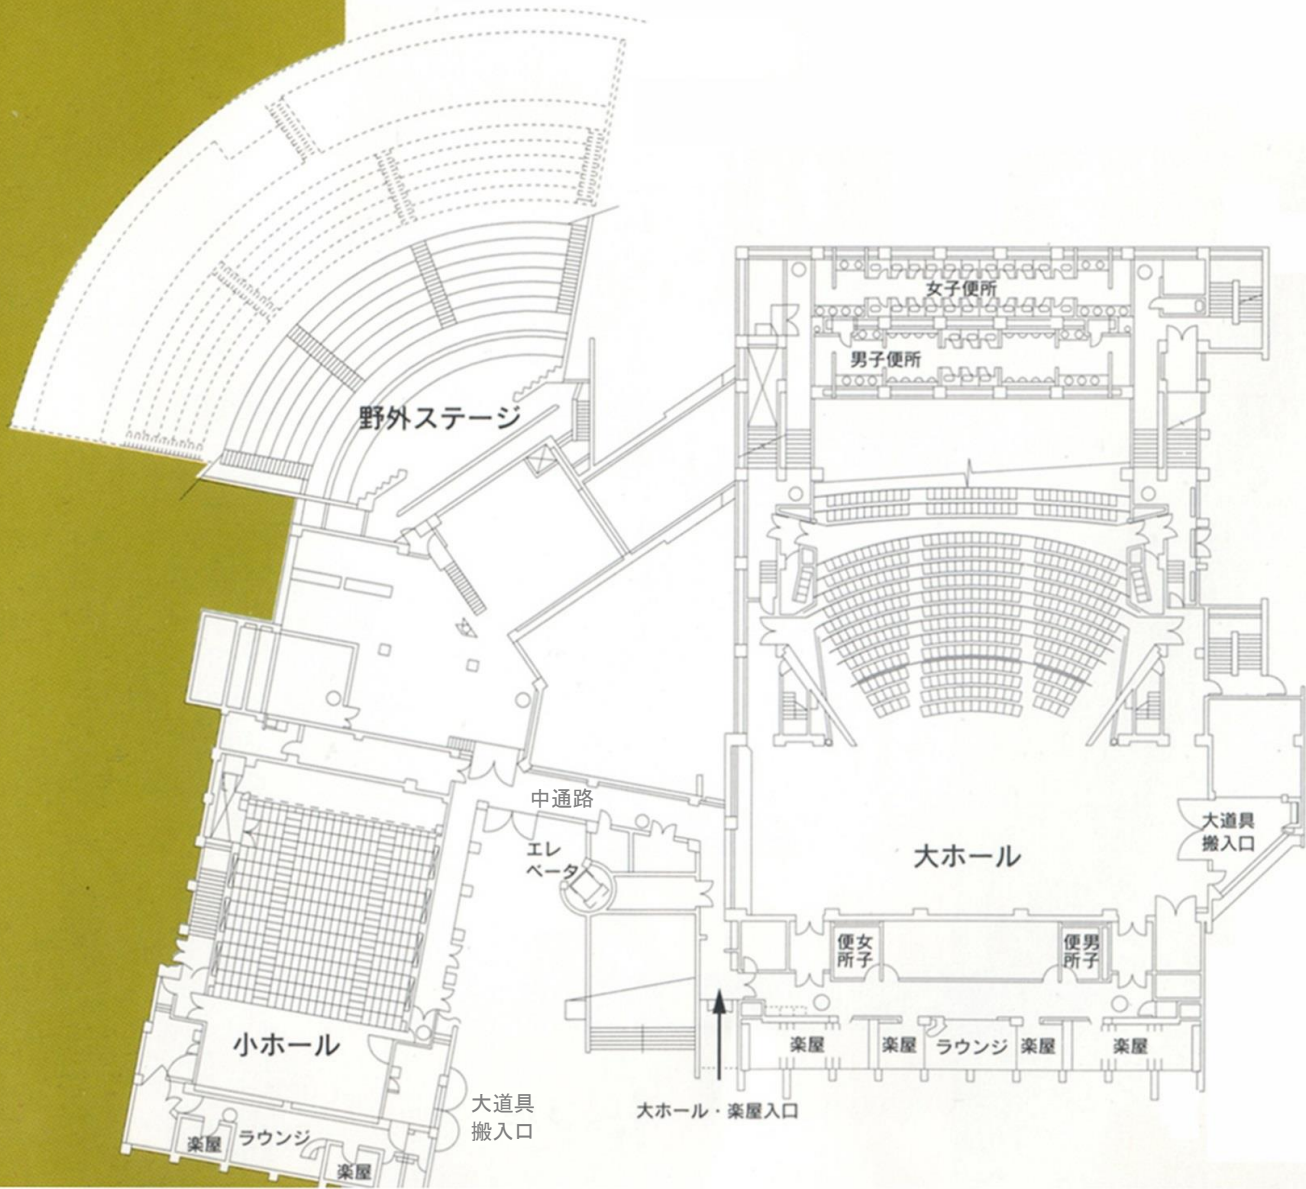 女子便所
男子便所
野外ステージ
中通路
エレ
ベータ
大ホール
大道具
搬入口
女子
便所
男子
便所
小ホール
楽屋
楽屋
ラウンジ
楽屋
楽屋
大道具
搬入口
大ホール・楽屋入口
ラウンジ
楽屋
楽屋